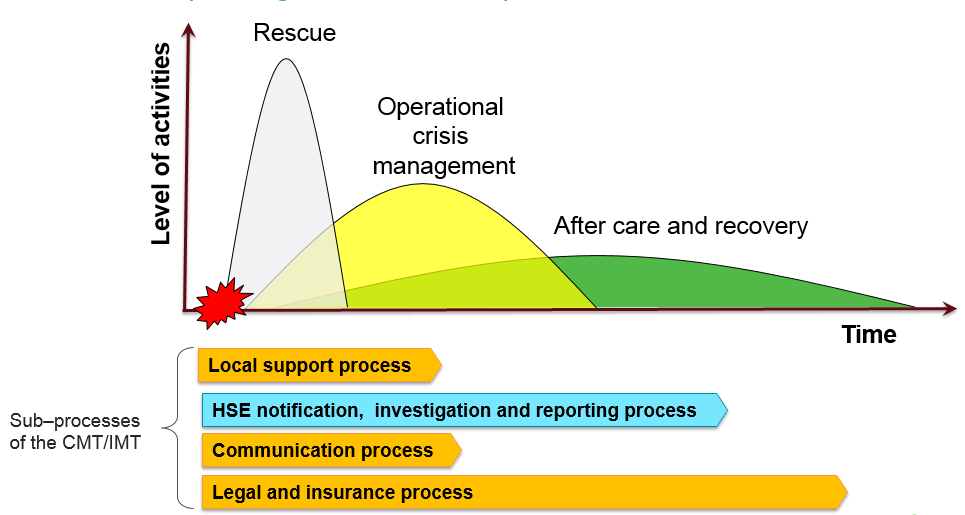 Rescue
Level of activities
Operational
crisis
management
After care and recovery
Time
Local support process
HSE notification,  investigation and reporting process
Sub–processes
of the CMT/IMT
Communication process
Legal and insurance process